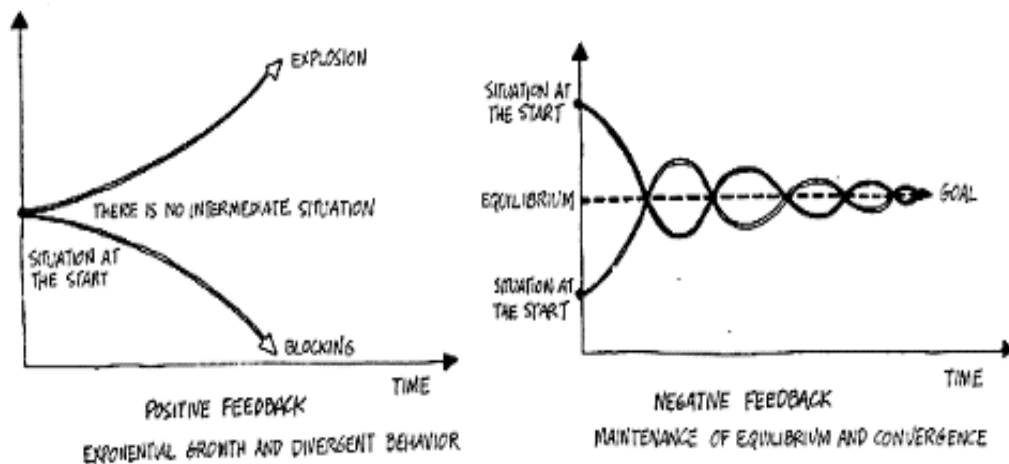 EXPLOSION
THERE IS NO INTERMEDIATE SITUATION
SITUATION AT
THE START
BLOCKING
TIME
POSITIVE FEEDBACK
EXPONENTIAL GROWTH AND DIVERGENT BEHAVIOR
SITUATION AT
THE START
EQUILIBRIUM
GOAL
SITUATION AT
THE START
TIME
NEGATIVE FEEDBACK
MAINTENANCE OF EQUILIBRIUM AND CONVERGENCE